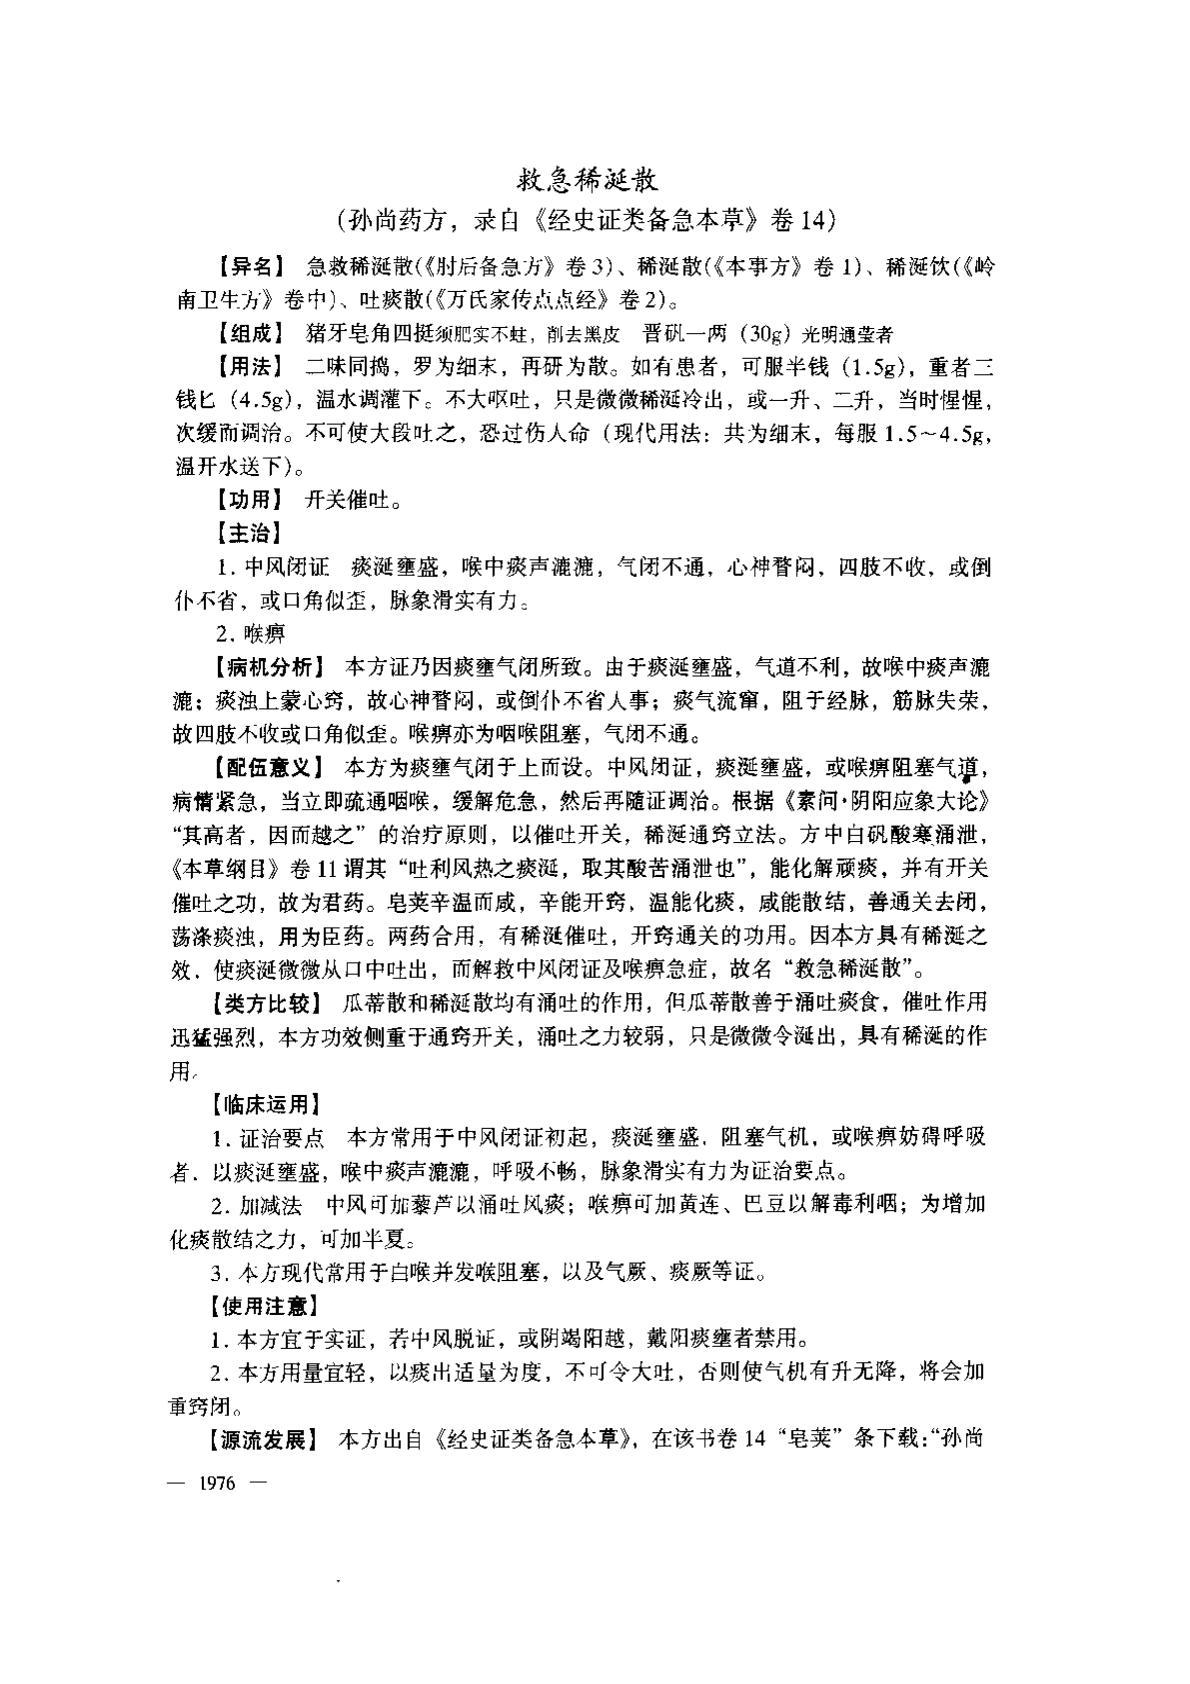 救急稀涎散
(孙尚药方，录自《经史证类备急本草》卷14)
【异名】 急救稀涎散(《肘后备急方》卷3)、稀涎散(《本事方》卷1)、稀涎饮(《岭
南卫生方》卷中)、吐痰散(《万氏家传点点经》卷2)。
【组成】 猪牙皂角四挺须肥实不蛀，削去黑皮 晋矾一两（30g）光明通莹者
【用法】 二味同捣，罗为细末，再研为散。如有患者，可服半钱（1.5g)，重者三
钱匕（4.5g)，温水调灌下。不大呕吐，只是微微稀涎冷出，或一升、二升，当时惺惺，
次缓而调治。不可使大段吐之，恐过伤人命（现代用法：共为细末，每服1.5～4.5g，
温开水送下)。
【功用】 开关催吐。
【主治】
1. 中风闭证 痰涎壅盛，喉中痰声漉漉，气闭不通，心神瞀闷，四肢不收，或倒
仆不省，或口角似歪，脉象滑实有力。
2. 喉痹
【病机分析】 本方证乃因痰壅气闭所致。由于痰涎壅盛，气道不利，故喉中痰声漉
漉；痰浊上蒙心窍，故心神瞀闷，或倒仆不省人事；痰气流窜，阻于经脉，筋脉失荣，
故四肢不收或口角似歪。喉痹亦为咽喉阻塞，气闭不通。
【配伍意义】 本方为痰壅气闭于上而设。中风闭证，痰涎壅盛，或喉痹阻塞气道，
病情紧急，当立即疏通咽喉，缓解危急，然后再随证调治。根据《素问·阴阳应象大论》
“其高者，因而越之”的治疗原则，以催吐开关，稀涎通窍立法。方中白矾酸寒涌泄，
《本草纲目》卷11谓其“吐利风热之痰涎，取其酸苦涌泄也”，能化解顽痰，并有开关
催吐之功，故为君药。皂荚辛温而咸，辛能开窍，温能化痰，咸能散结，善通关去闭，
荡涤痰浊，用为臣药。两药合用，有稀涎催吐，开窍通关的功用。因本方具有稀涎之
效，使痰涎微微从口中吐出，而解救中风闭证及喉痹急症，故名“救急稀涎散”。
【类方比较】 瓜蒂散和稀涎散均有涌吐的作用，但瓜蒂散善于涌吐痰食，催吐作用
迅猛强烈，本方功效侧重于通窍开关，涌吐之力较弱，只是微微令涎出，具有稀涎的作
用。
【临床运用】
1. 证治要点 本方常用于中风闭证初起，痰涎壅盛，阻塞气机，或喉痹妨碍呼吸
者，以痰涎壅盛，喉中痰声漉漉，呼吸不畅，脉象滑实有力为证治要点。
2. 加减法 中风可加藜芦以涌吐风痰；喉痹可加黄连、巴豆以解毒利咽；为增加
化痰散结之力，可加半夏。
3. 本方现代常用于白喉并发喉阻塞，以及气厥、痰厥等证。
【使用注意】
1. 本方宜于实证，若中风脱证，或阴竭阳越，戴阳痰壅者禁用。
2. 本方用量宜轻，以痰出适量为度，不可令大吐，否则使气机有升无降，将会加
重窍闭。
【源流发展】 本方出自《经史证类备急本草》，在该书卷14“皂荚”条下载：“孙尚
— 1976 —